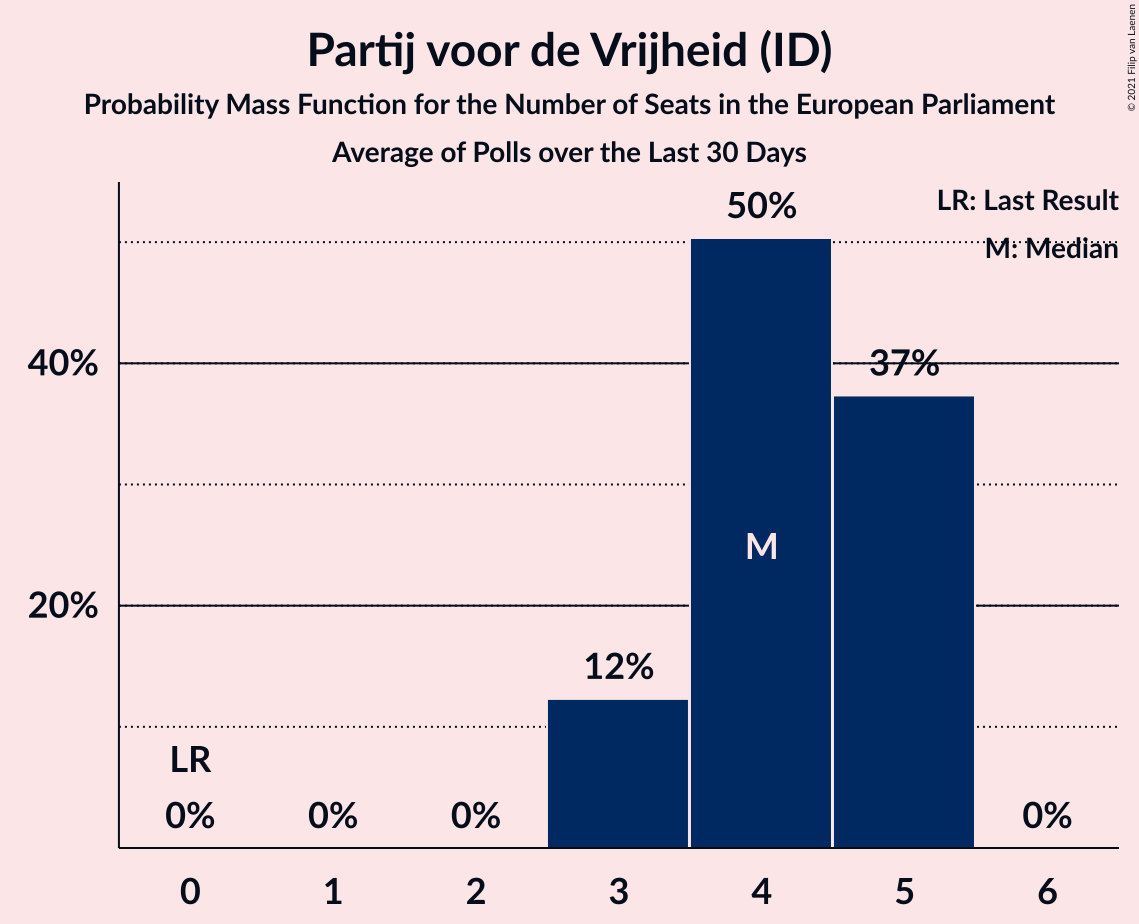 Partij voor de Vrijheid (ID)
Probability Mass Function for the Number of Seats in the European Parliament
Average of Polls over the Last 30 Days
© 2021 Filip van Laenen
LR: Last Result
M: Median
50%
40%
37%
M
20%
12%
LR
0%
0%
0%
0%
0
1
2
3
4
5
6